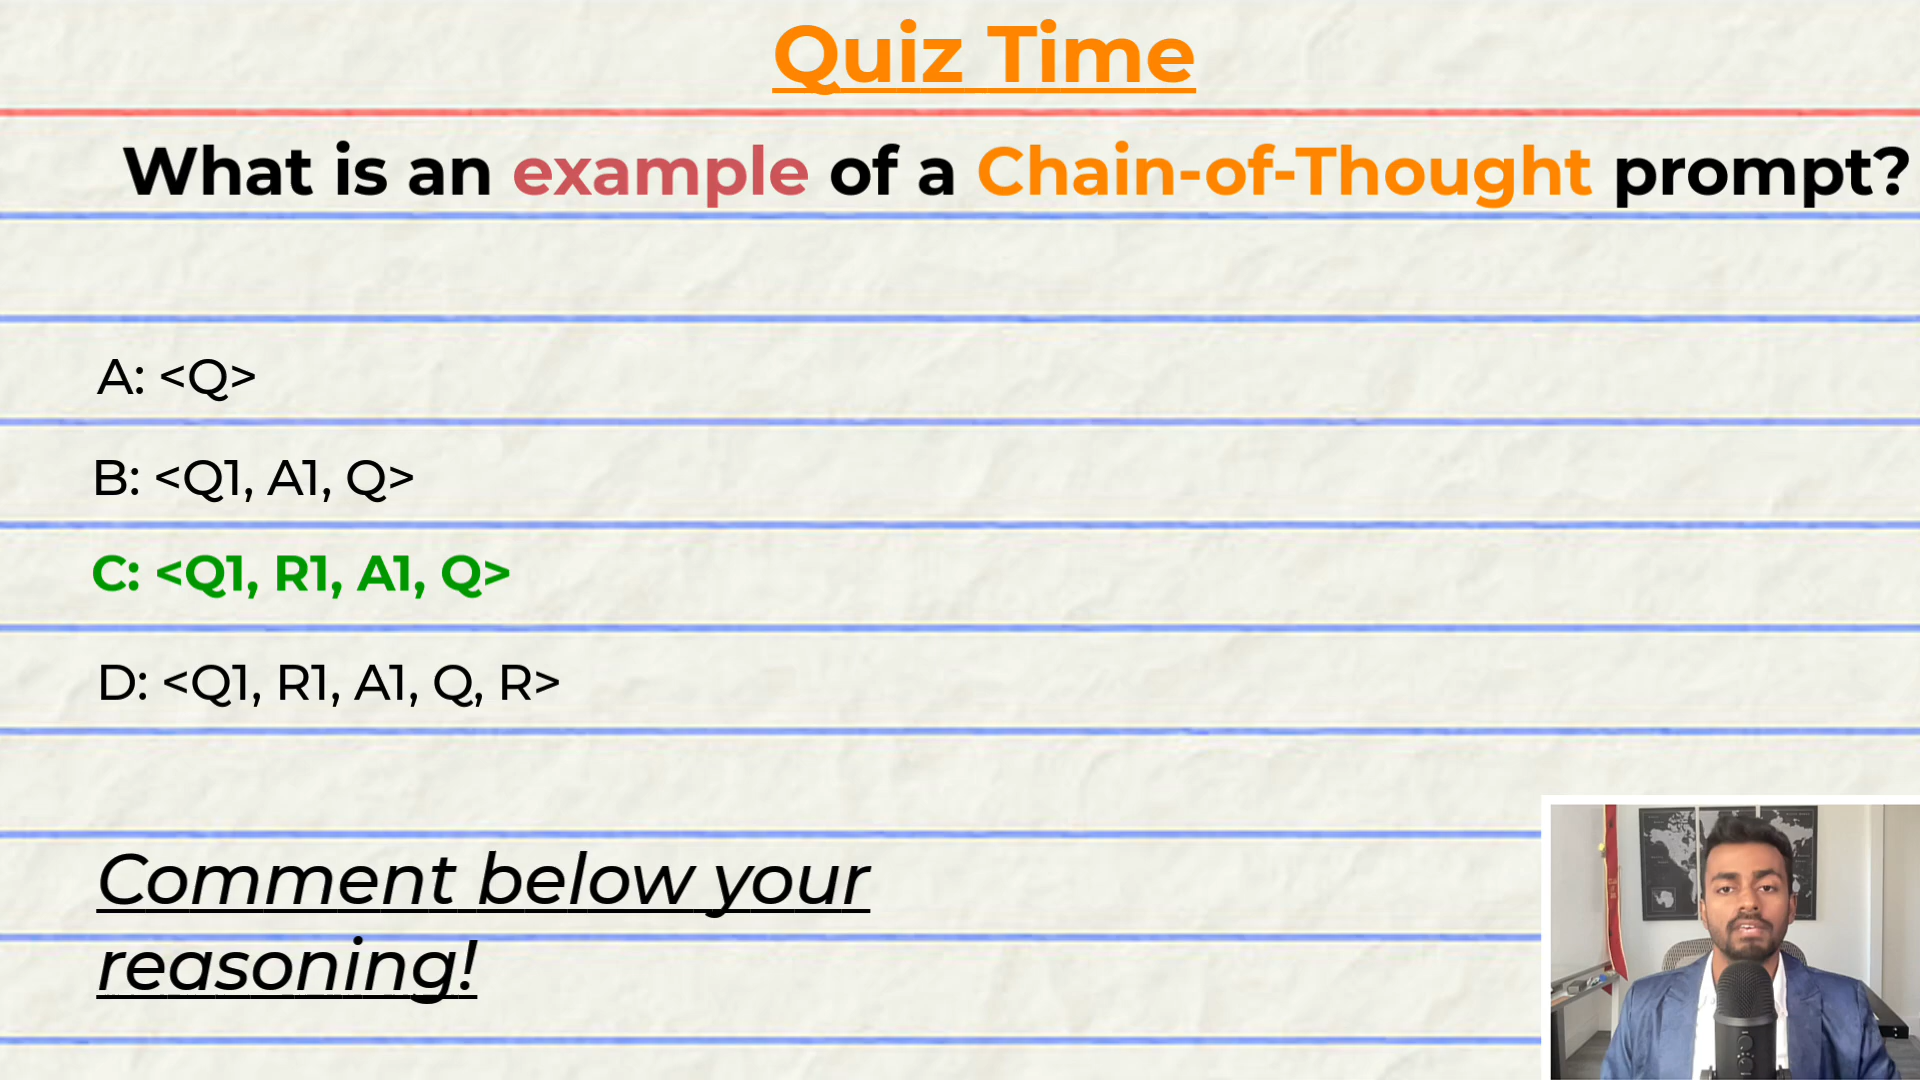 Quiz Time
What is an example of a Chain-of-Thought prompt?
A: <Q>
B: <Q1, A1, Q>
C: <Q1, R1, A1, Q>
D: <Q1, R1, A1, Q, R>
Comment below your
reasoning!